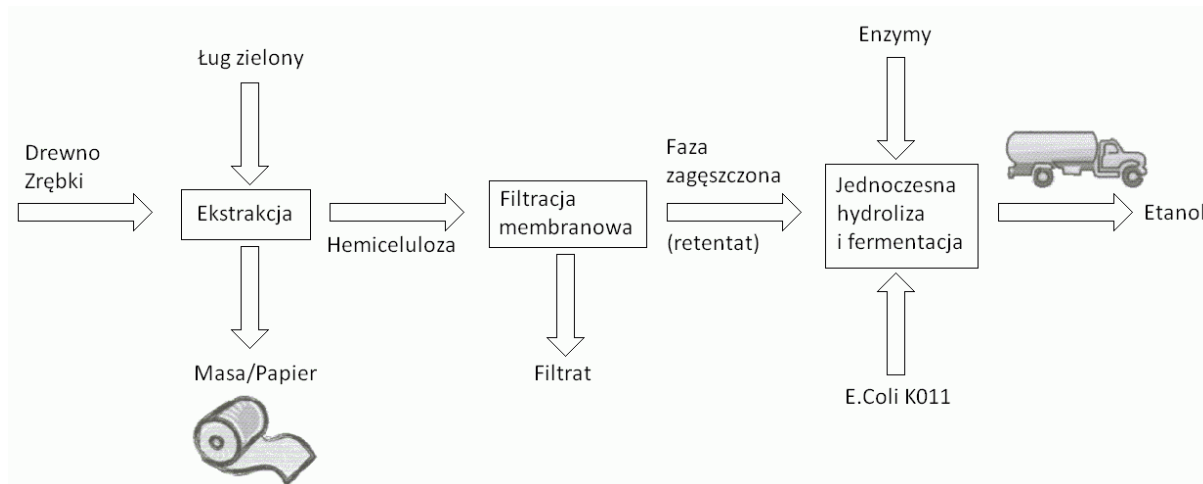 Ług zielony
Drewno
Zrębki
Ekstrakcja
Hemiceluloza
Masa/Papier
Filtracja
membranowa
Filtrat
Faza
zagęszczona
(retentat)
Enzymy
Jednoczesna
hydroliza
i fermentacja
E.Coli K011
Etanol